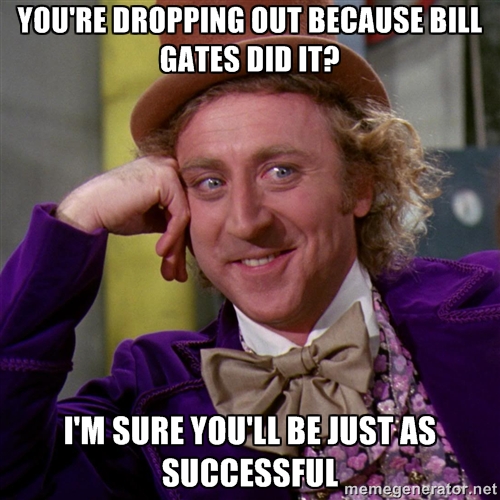 YOU'RE DROPPING OUT BECAUSE BILL
GATES DID IT?
I'M SURE YOU'LL BE JUST AS
SUCCESSFUL
memegenerator.net